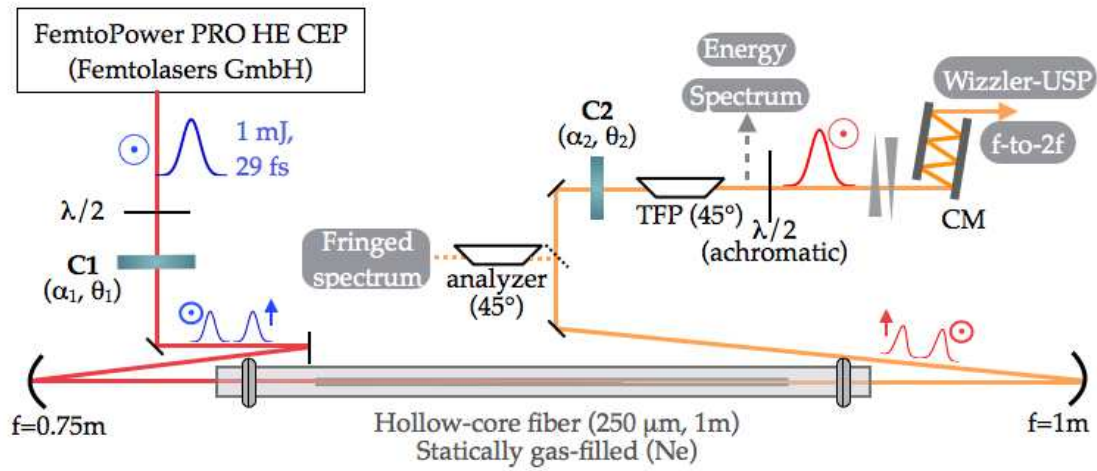 FemtoPower PRO HE CEP
(Femtolasers GmbH)
1 mJ,
29 fs
λ/2
C1
(α₁, θ₁)
f=0.75m
Fringed
spectrum
analyzer
(45°)
C2
(α₂, θ₂)
TFP (45°)
Energy
Spectrum
λ/2
(achromatic)
Wizzler-USP
f-to-2f
CM
f=1m
Hollow-core fiber (250 µm, 1m)
Statically gas-filled (Ne)